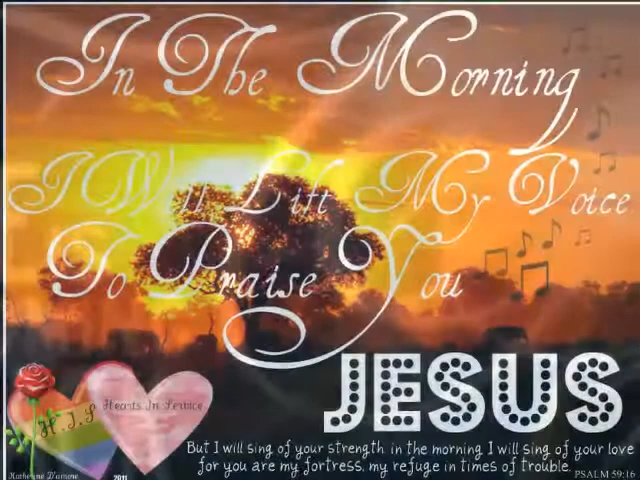 In The Morning
I Will Lift My Voice
To Praise You
JESUS
H.I.S Hearts In Service
But I will sing of your strength in the morning I will sing of your love
for you are my fortress, my refuge in times of trouble.
PSALM 59:16
2011